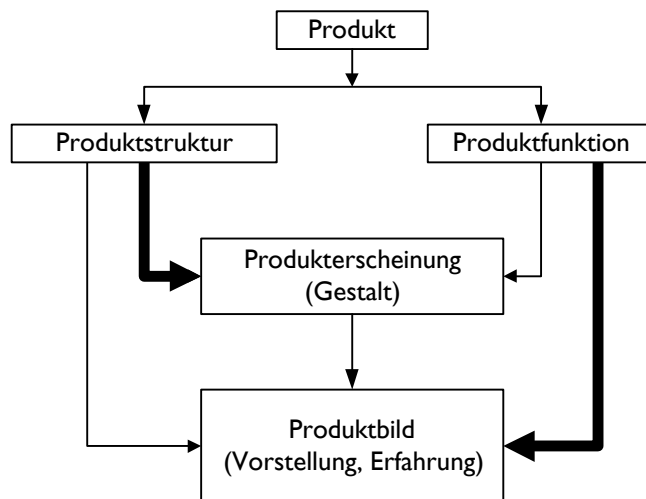 Produkt
Produktstruktur
Produktfunktion
Produkterscheinung
(Gestalt)
Produktbild
(Vorstellung, Erfahrung)